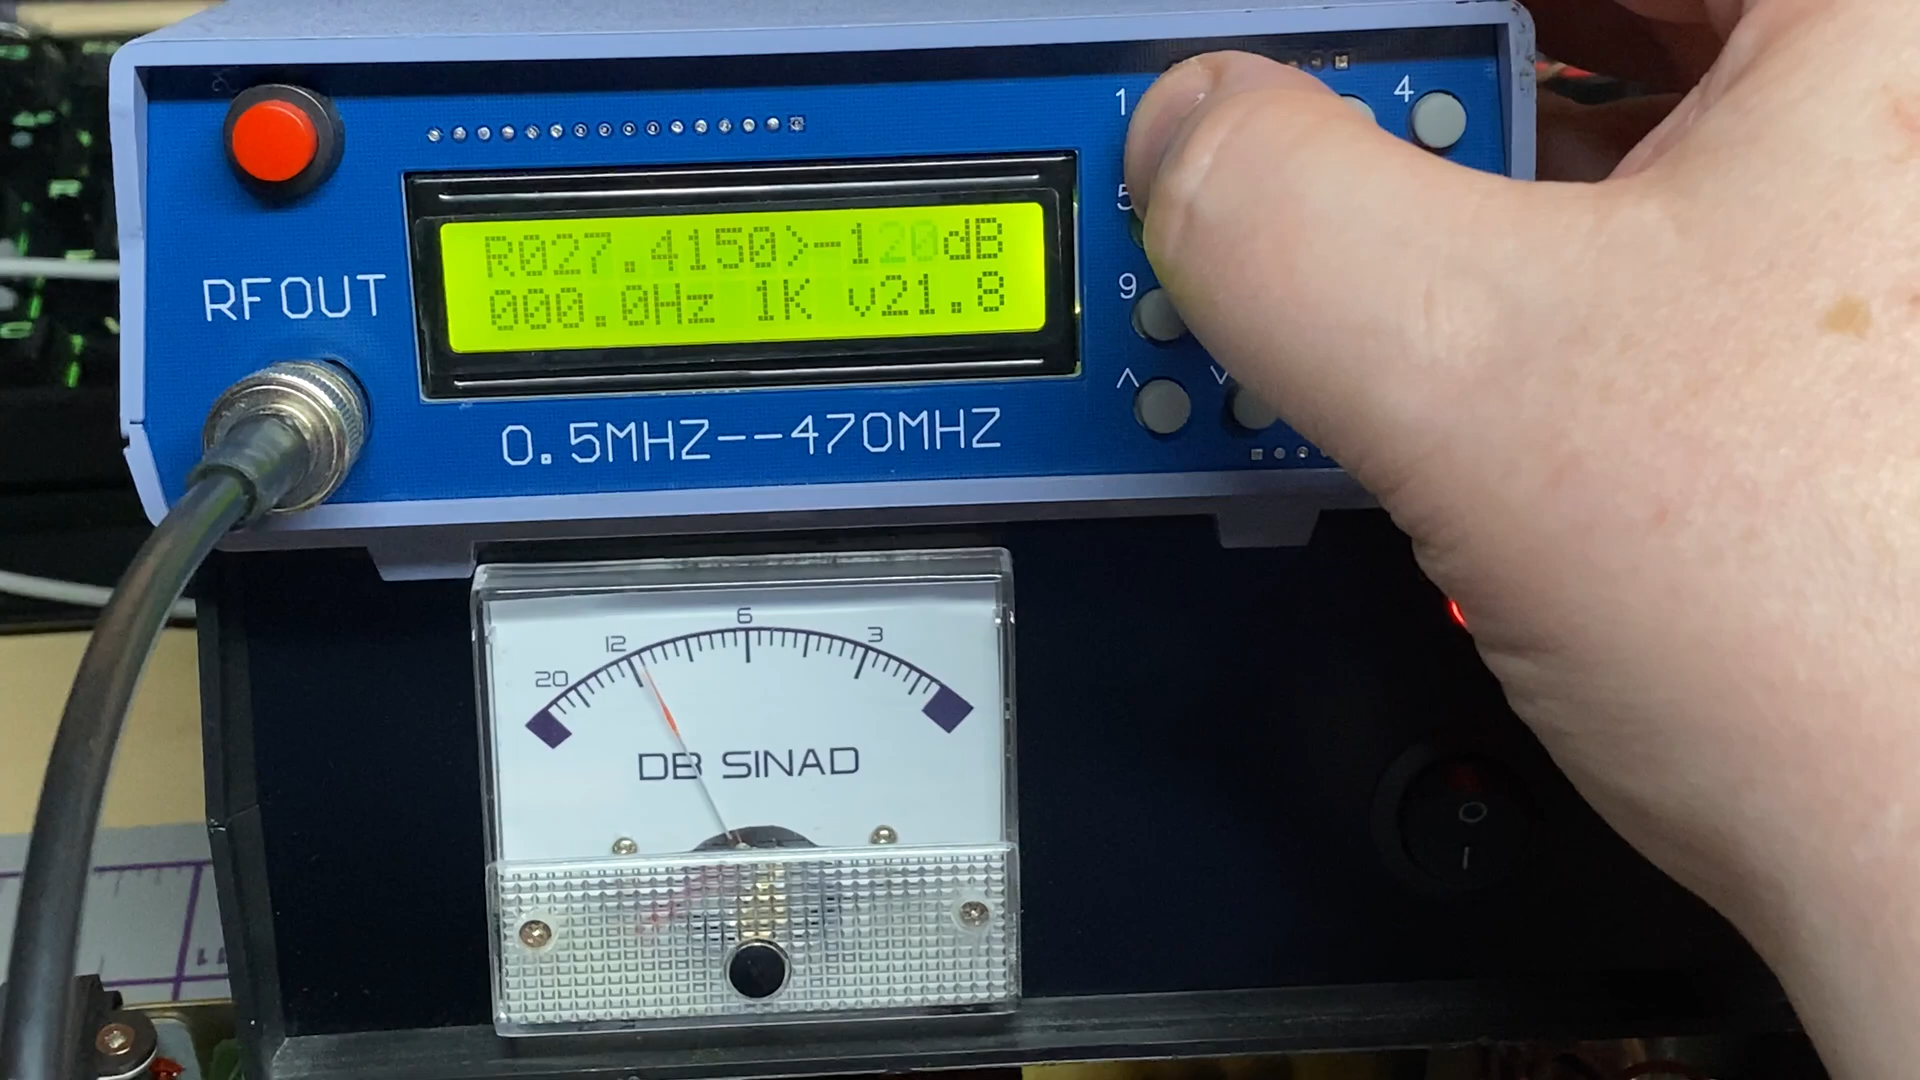 1
4
R027.4150>-120dB
5
000.0Hz 1K v21.8
RFOUT
9
0.5MHZ--470MHZ
6
12
3
20
DB SINAD